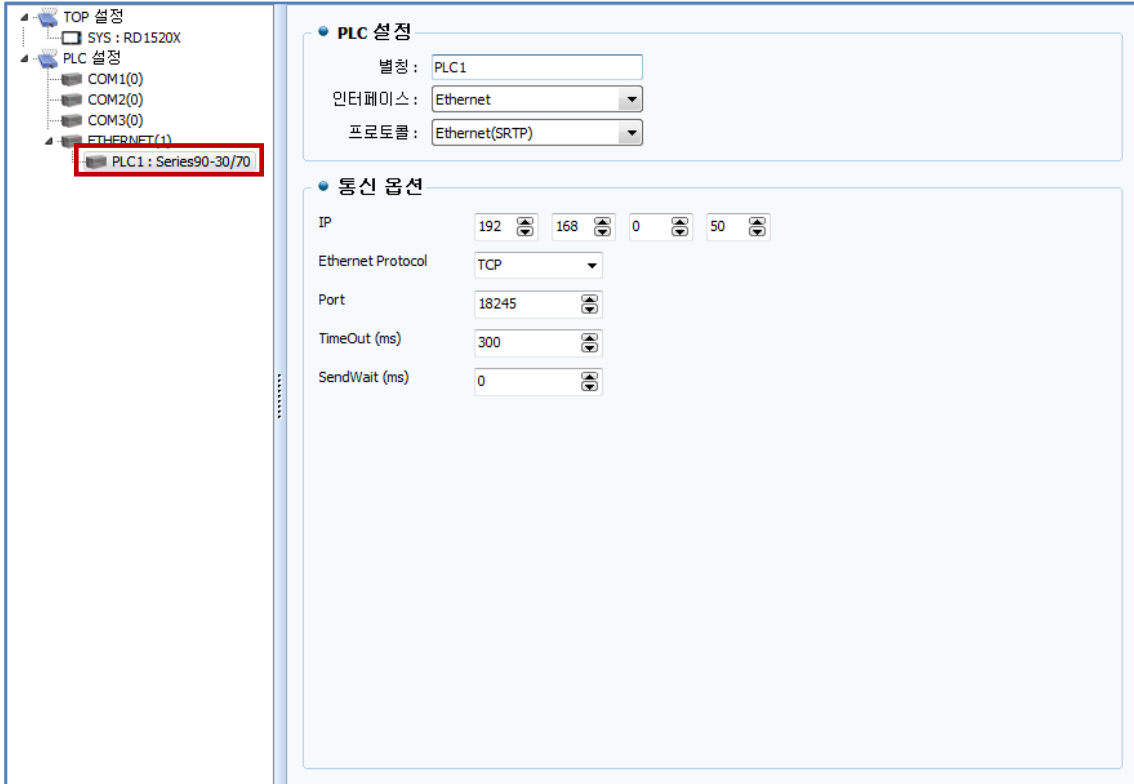 TOP 설정
SYS : RD1520X
PLC 설정
COM1(0)
COM2(0)
COM3(0)
ETHERNET(1)
PLC1 : Series90-30/70
PLC 설정
별칭 : PLC1
인터페이스 : Ethernet
프로토콜 : Ethernet(SRTP)
통신 옵션
IP 192 168 0 50
Ethernet Protocol TCP
Port 18245
TimeOut (ms) 300
SendWait (ms) 0